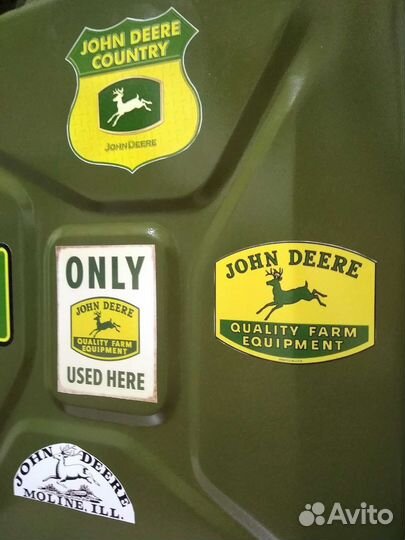 JOHN DEERE
COUNTRY
JOHN DEERE
ONLY
JOHN DEERE
QUALITY FARM
EQUIPMENT
USED HERE
JOHN DEERE
QUALITY FARM
EQUIPMENT
JOHN DEERE
MOLINE, ILL.
Avito